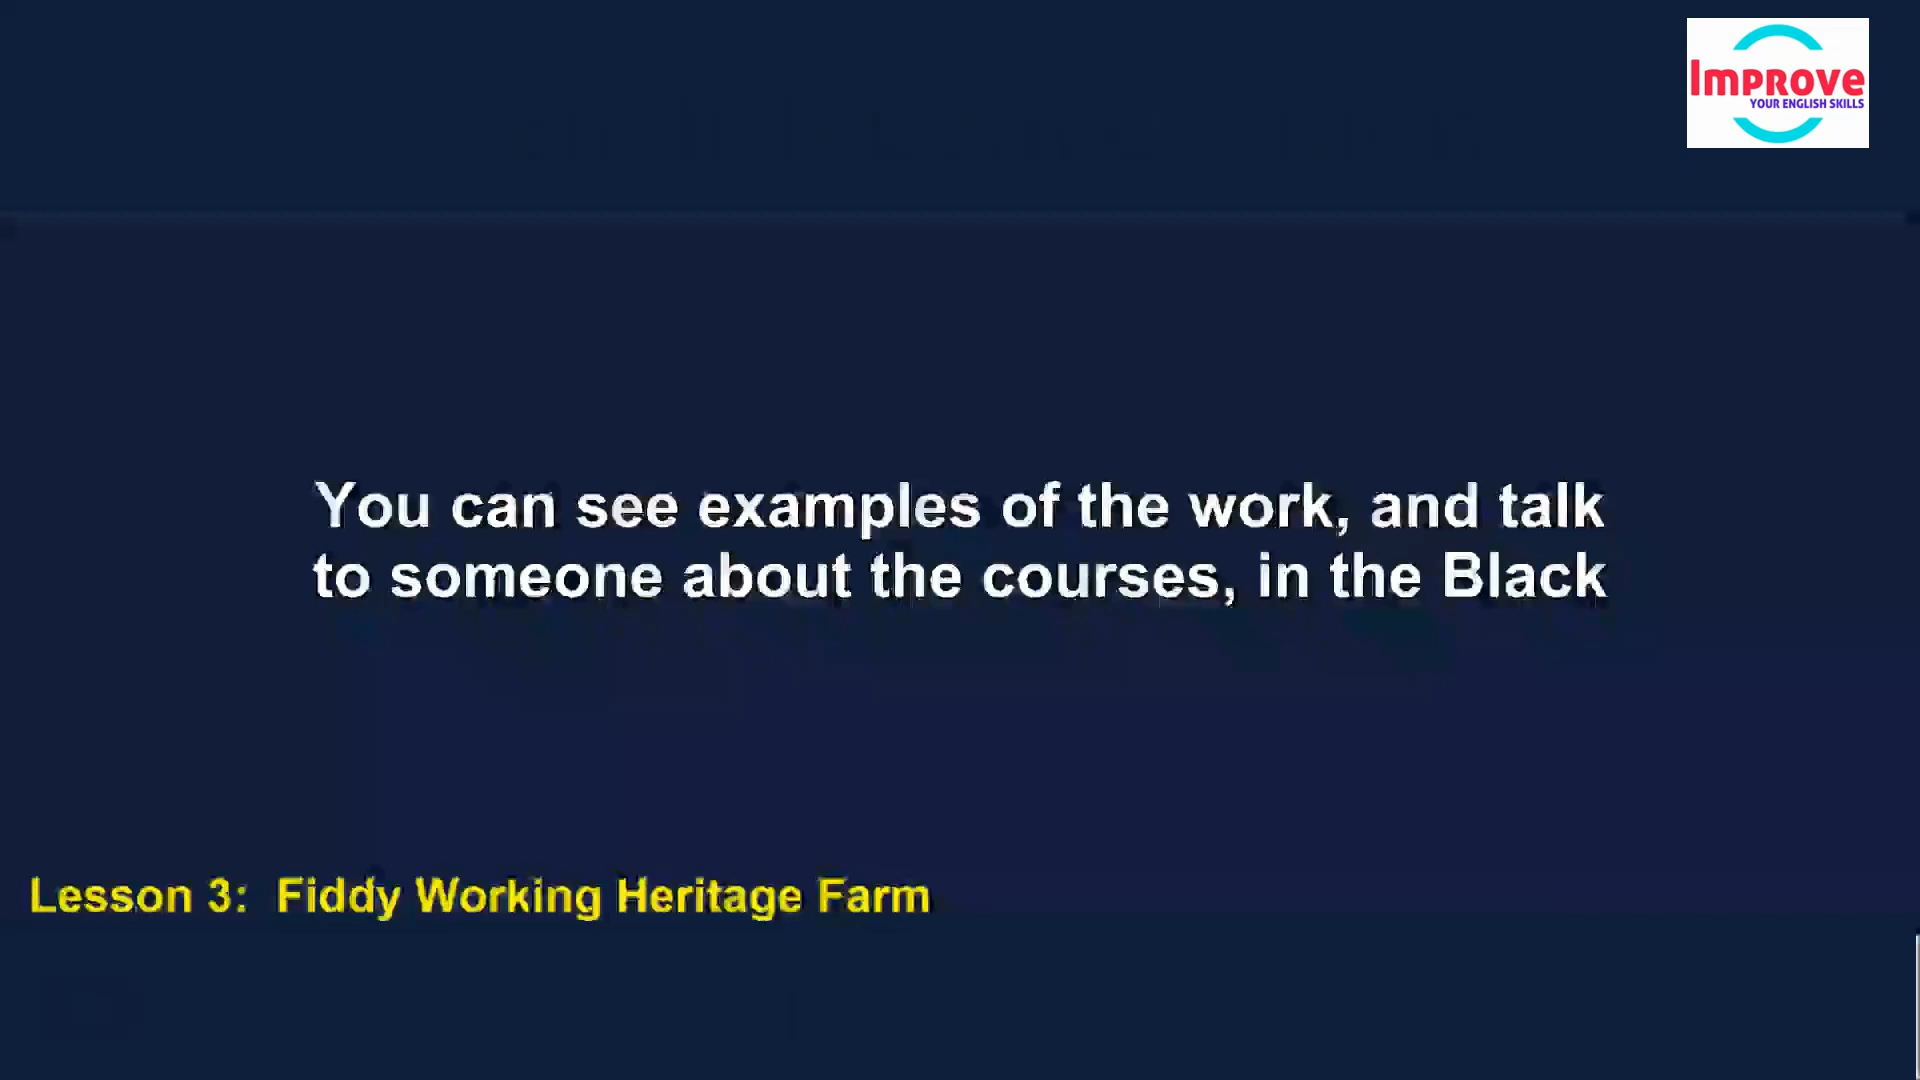 Improve
YOUR ENGLISH SKILLS
You can see examples of the work, and talk
to someone about the courses, in the Black
Lesson 3: Fiddy Working Heritage Farm